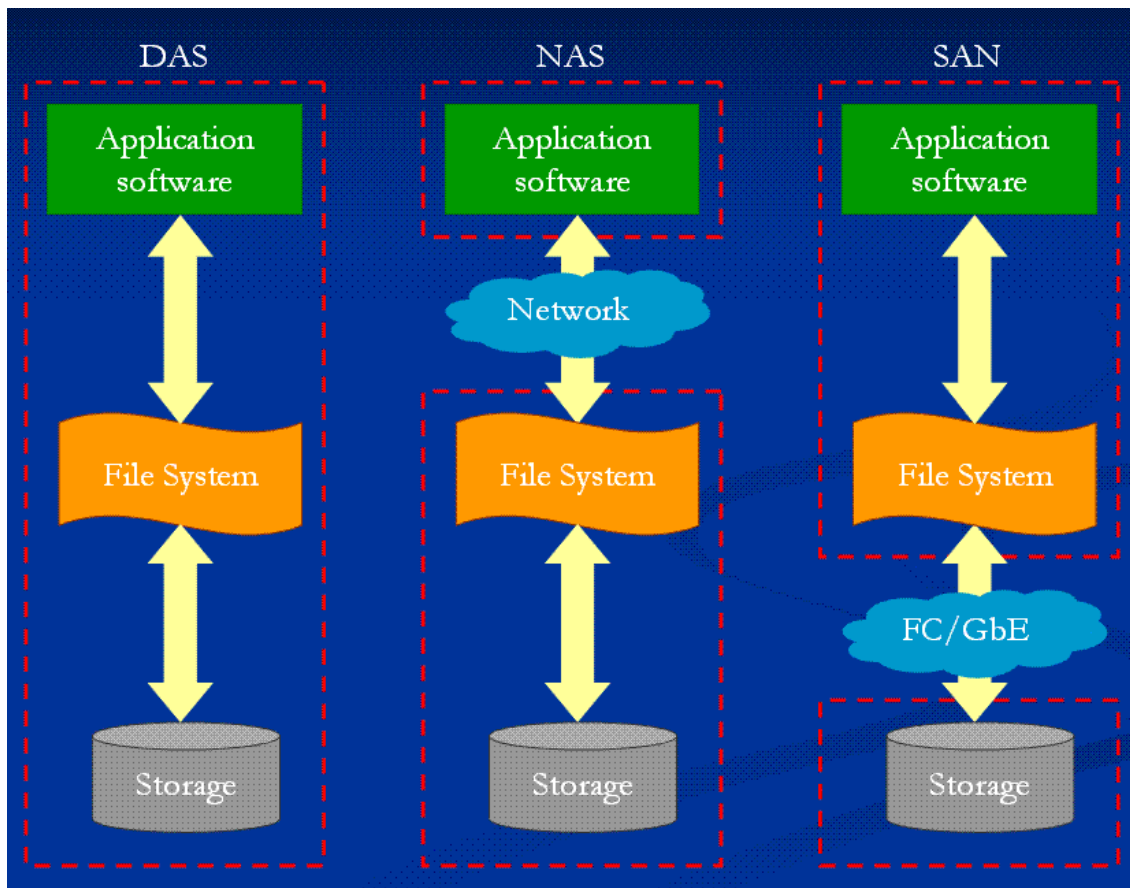 DAS
NAS
SAN
Application
software
Application
software
Application
software
Network
File System
File System
File System
FC/GbE
Storage
Storage
Storage